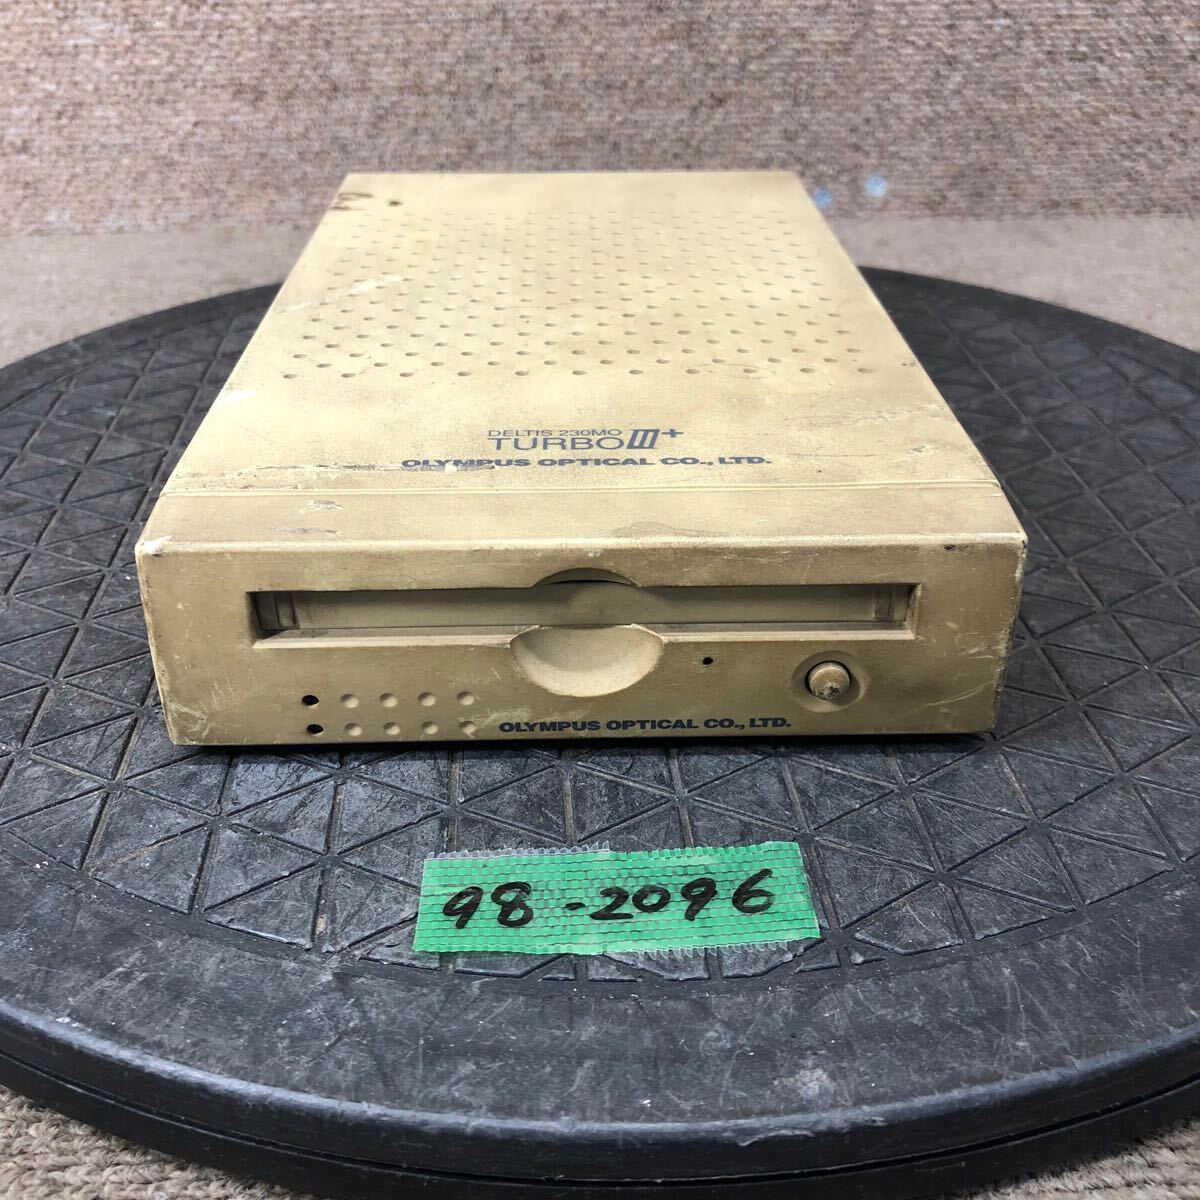 DELTIS 230MO
TURBO III+
OLYMPUS OPTICAL CO., LTD.
OLYMPUS OPTICAL CO., LTD.
98-2096